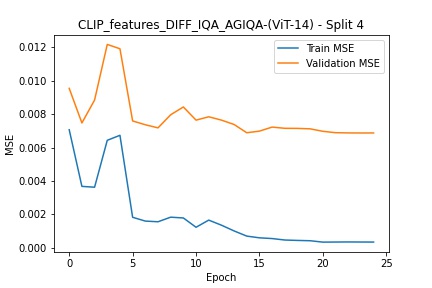 CLIP_features_DIFF_IQA_AGIQA-(ViT-14) - Split 4
Train MSE
Validation MSE
MSE
0.012
0.010
0.008
0.006
0.004
0.002
0.000
0 5 10 15 20 25
Epoch